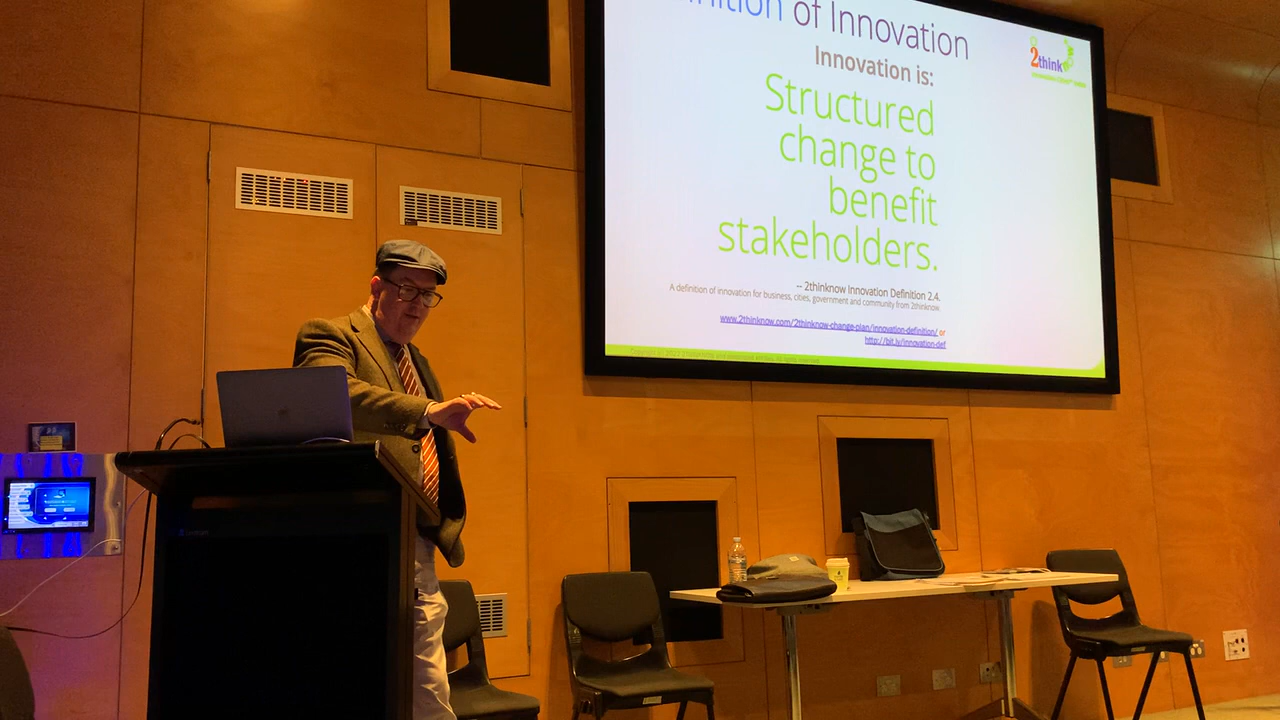 of Innovation
2think
Innovation is:
Structured
change to
benefit
stakeholders.
-- 2thinknow Innovation Definition 2.4.
A definition of innovation for business, cities, government and community from 2thinknow.
www.2thinknow.com/2thinknow-change-plan/innovation-definition/ or
http://bit.ly/innovation-def